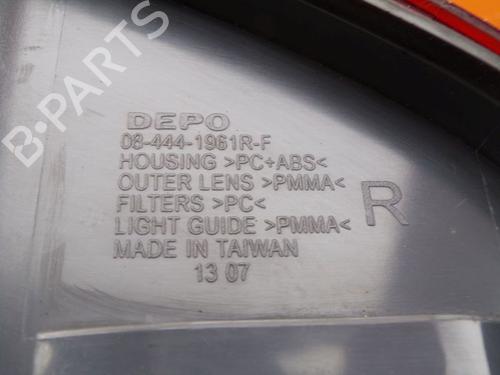 DEPO
08-444-1961R-F
HOUSING >PC+ABS<
OUTER LENS >PMMA<
FILTERS >PC<
LIGHT GUIDE >PMMA<
MADE IN TAIWAN
13 07
R
B-PARTS